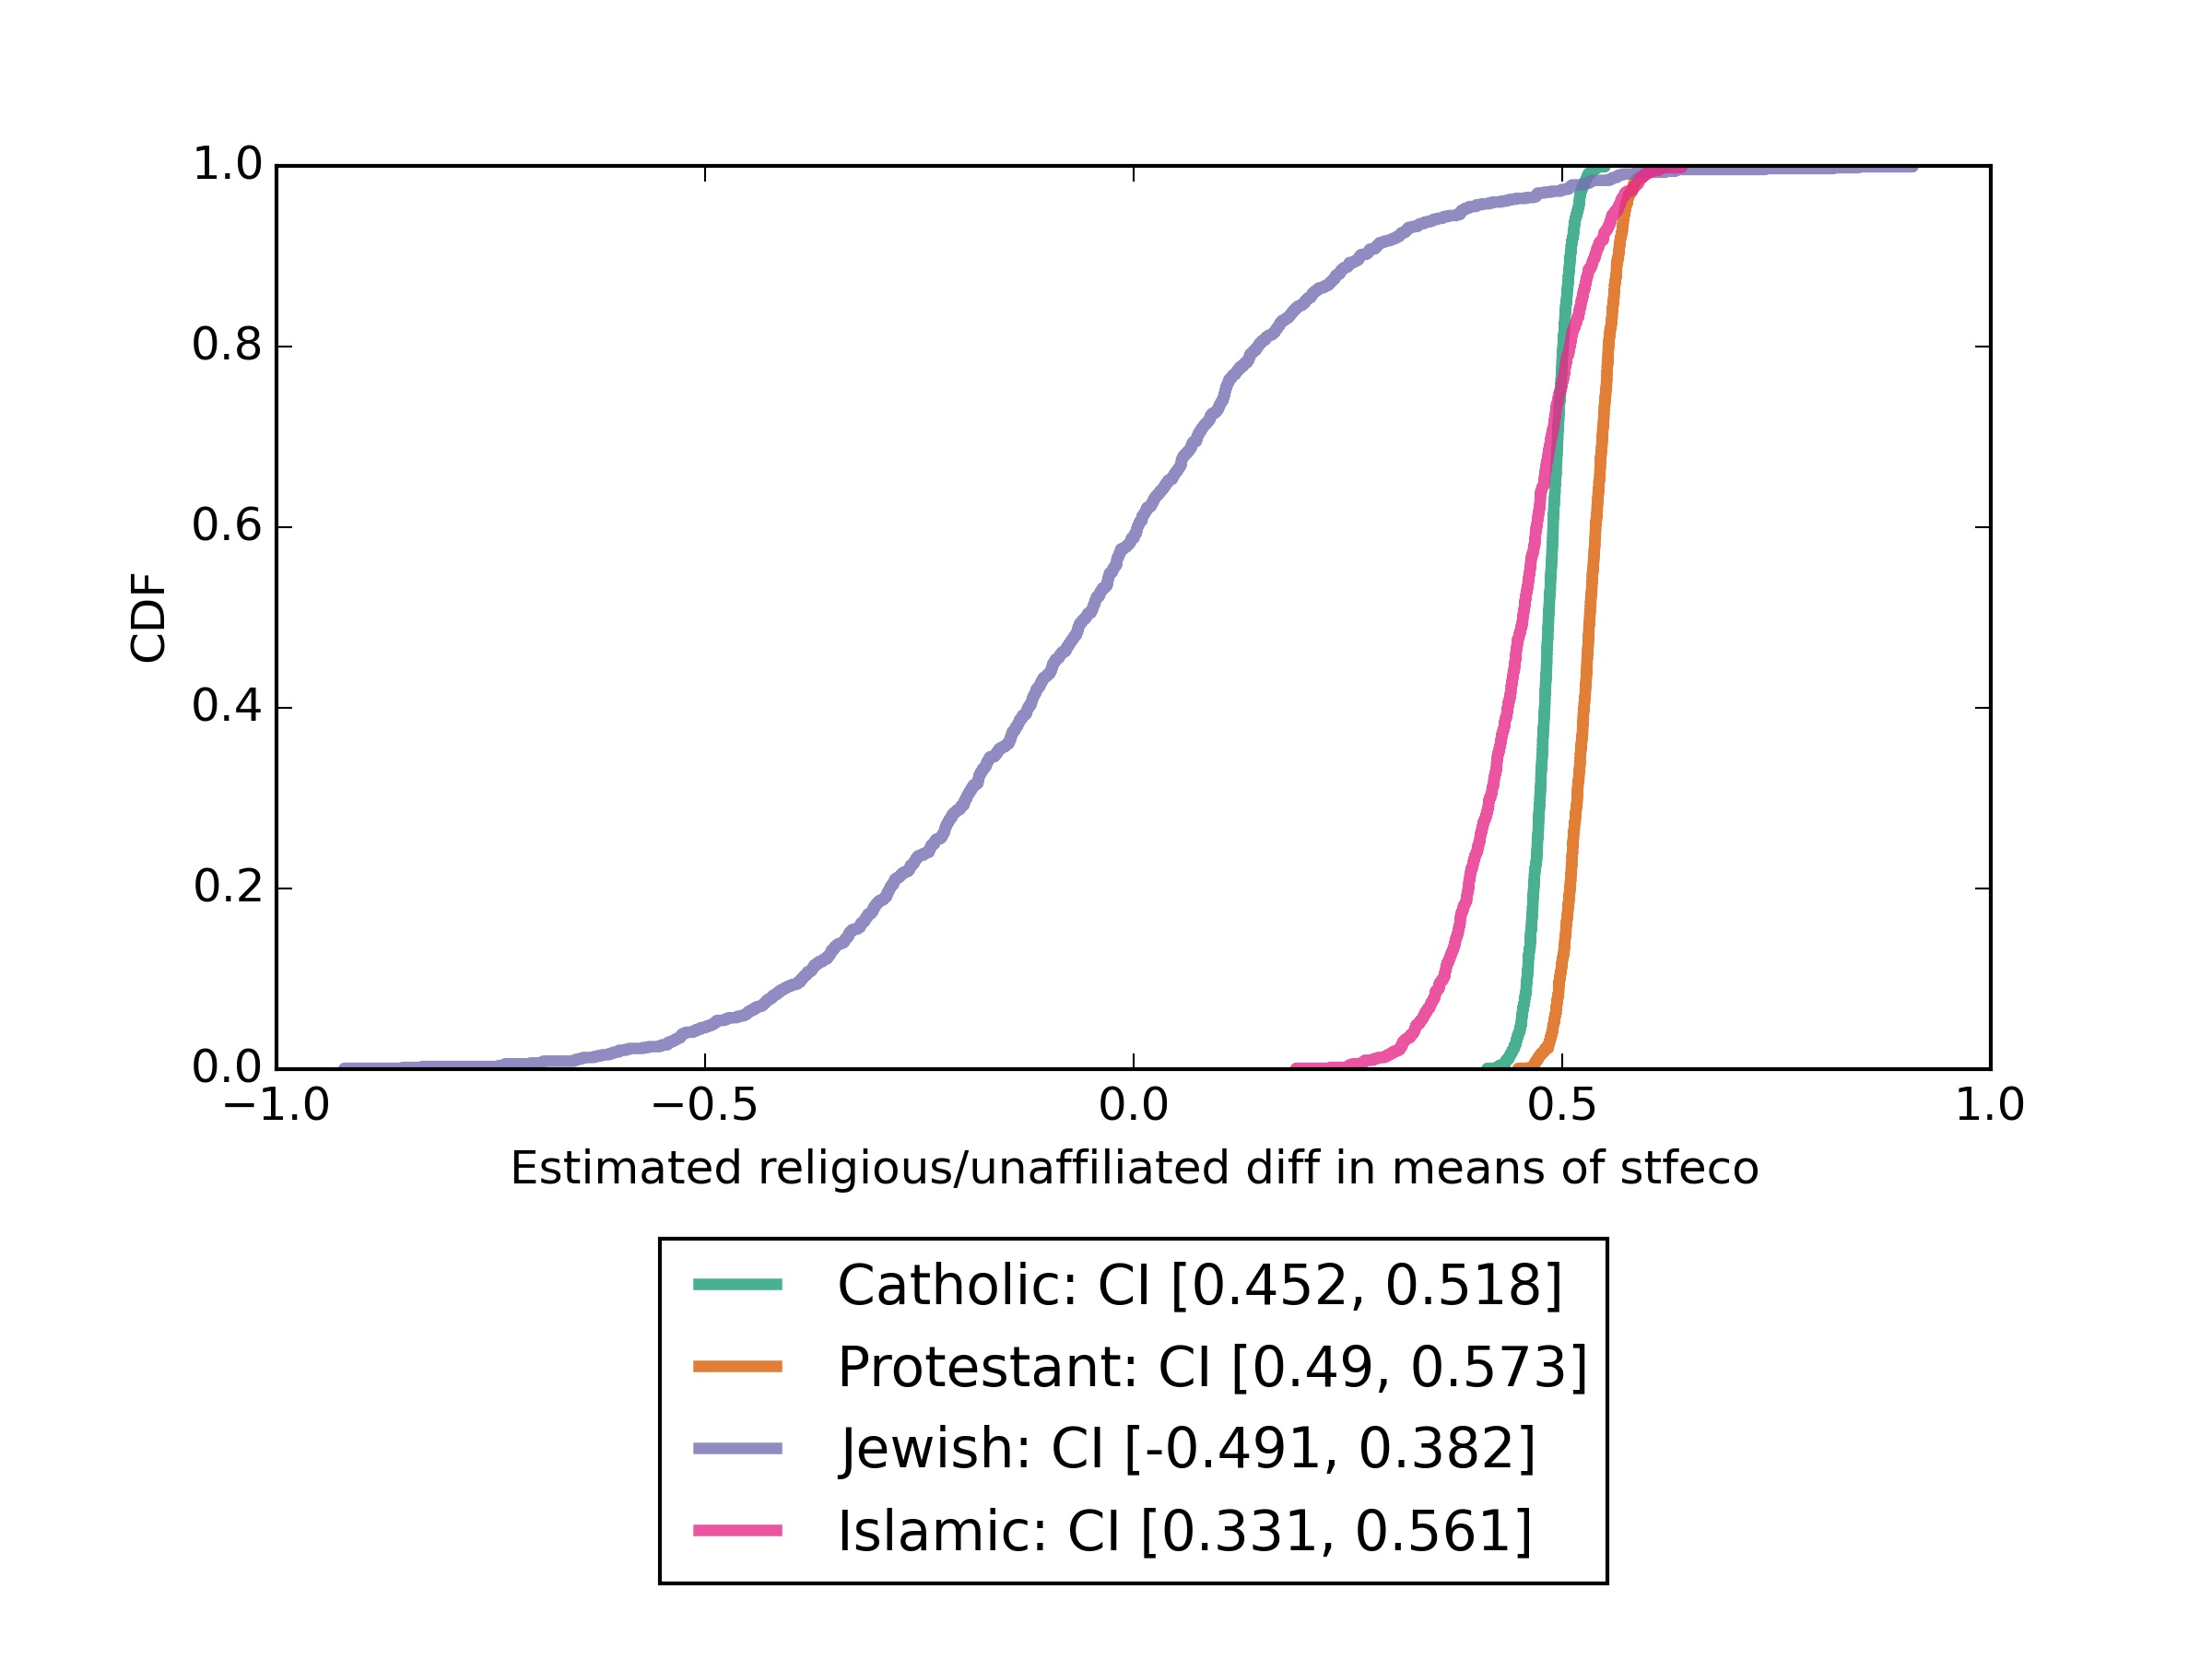 1.0
0.8
0.6
0.4
0.2
0.0
CDF
−1.0 −0.5 0.0 0.5 1.0
Estimated religious/unaffiliated diff in means of stfeco
Catholic: CI [0.452, 0.518]
Protestant: CI [0.49, 0.573]
Jewish: CI [-0.491, 0.382]
Islamic: CI [0.331, 0.561]